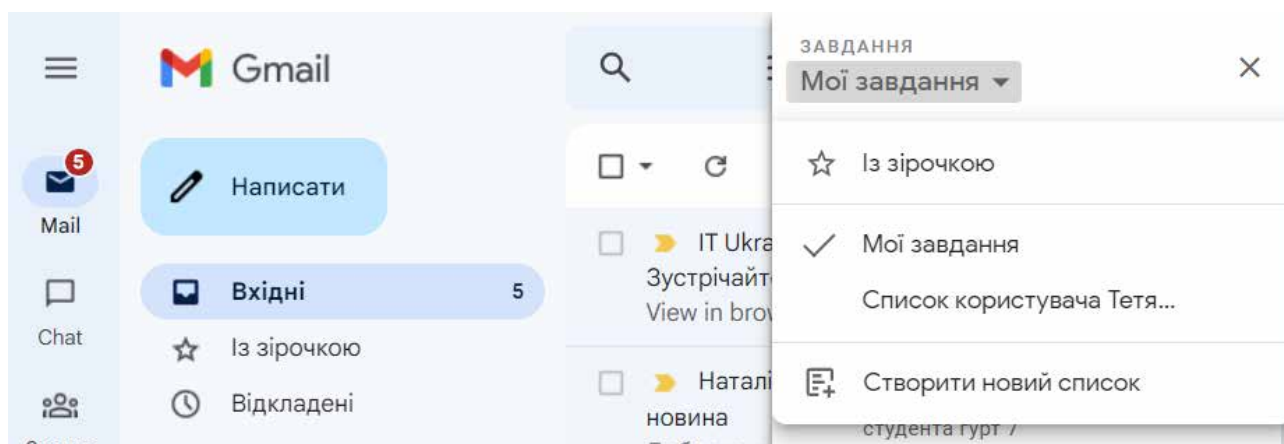 Gmail
5
Mail
Chat
Написати
Вхідні 5
Із зірочкою
Відкладені
IT Ukra
Зустрічайт
View in brow
Наталі
новина
ЗАВДАННЯ
Мої завдання
Із зірочкою
Мої завдання
Список користувача Тетя...
Створити новий список
студента гурт 7